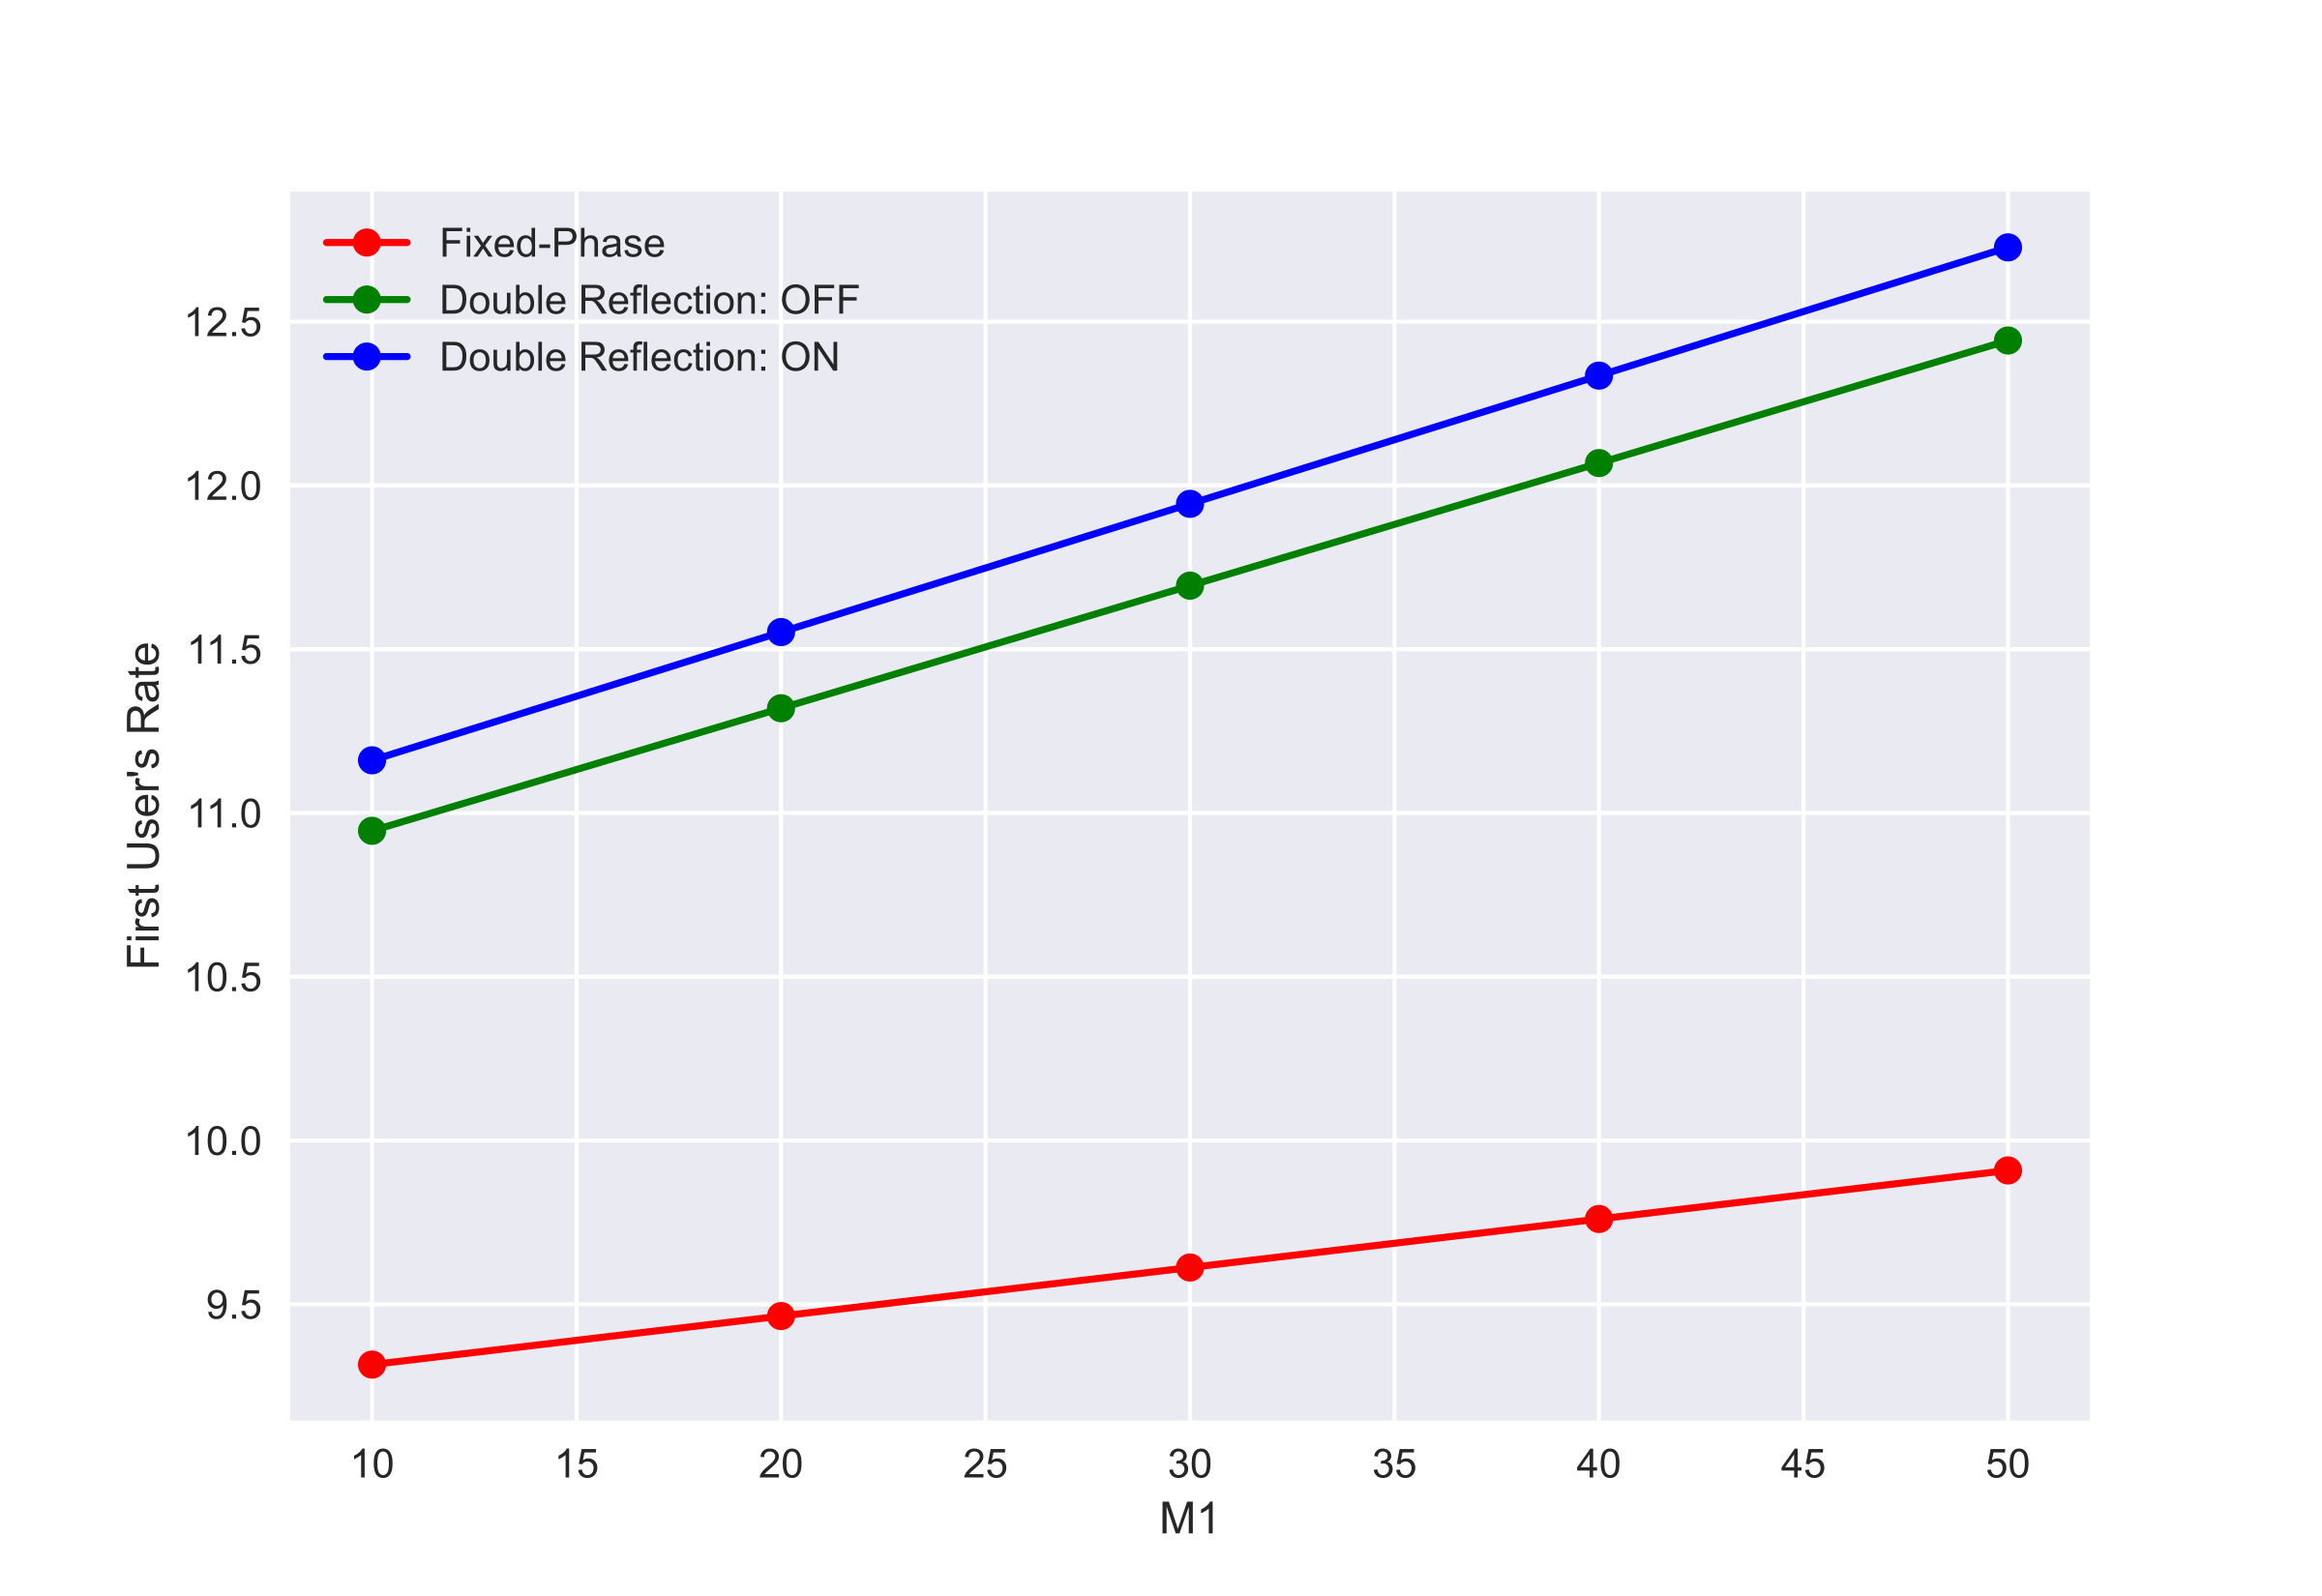 Fixed-Phase
Double Reflection: OFF
Double Reflection: ON
12.5
12.0
11.5
11.0
10.5
10.0
9.5
First User's Rate
10 15 20 25 30 35 40 45 50
M1